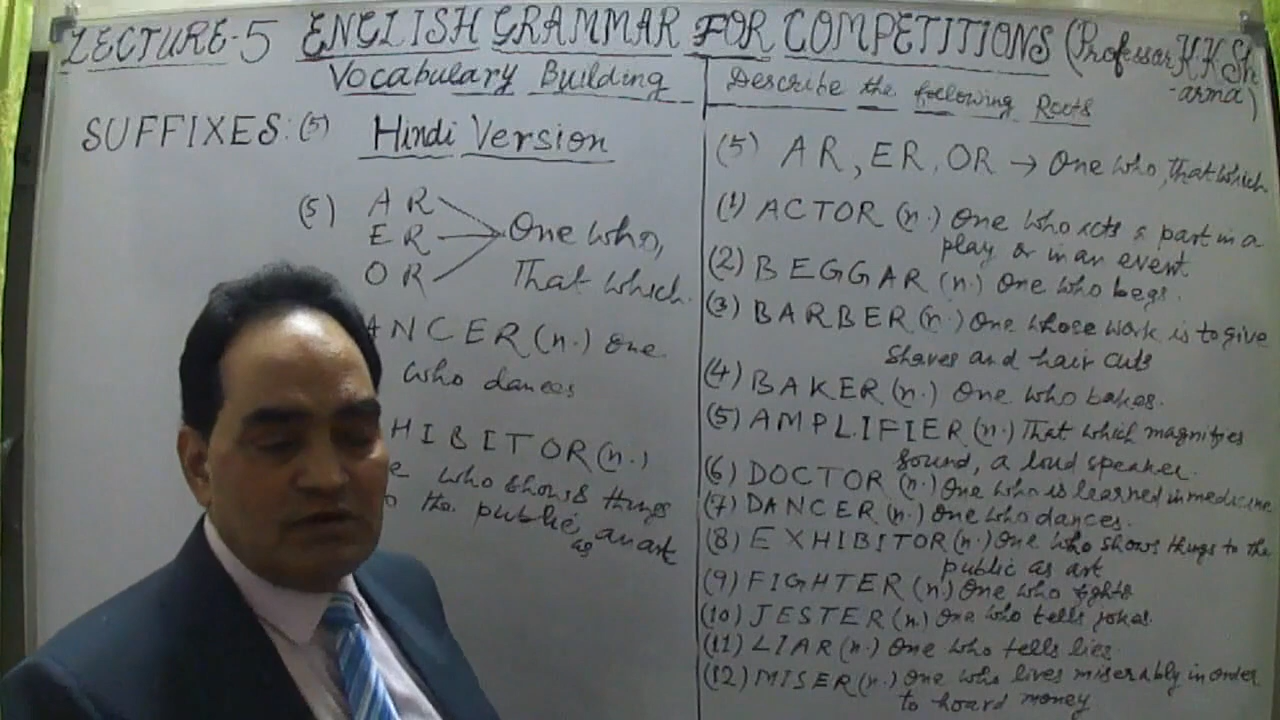 LECTURE-5 ENGLISH GRAMMAR FOR COMPETITIONS (Professor K.K.Sh
-arma)
Vocabulary Building
SUFFIXES: (5) Hindi Version
(5) AR
ER
OR
One who,
That which.
ANCER (n.) one
who dances
HIBITOR (n.)
e who shows things
the public as an art
Describe the following Roots
(5) AR, ER, OR → One who, That which
(1) ACTOR (n.) One who acts a part in a
play or in an event
(2) BEGGAR (n.) One who begs.
(3) BARBER (n.) One whose work is to give
Shaves and hair cuts
(4) BAKER (n.) One who bakes.
(5) AMPLIFIER (n.) That which magnifies
sound, a loud speaker.
(6) DOCTOR (n.) One who is learned in medicine
(7) DANCER (n.) One who dances.
(8) EXHIBITOR (n.) One who shows things to the
public as art
(9) FIGHTER (n.) One who fights
(10) JESTER (n.) One who tells jokes.
(11) LIAR (n.) One who tells lies.
(12) MISER (n.) One who lives miserably in order
to hoard money